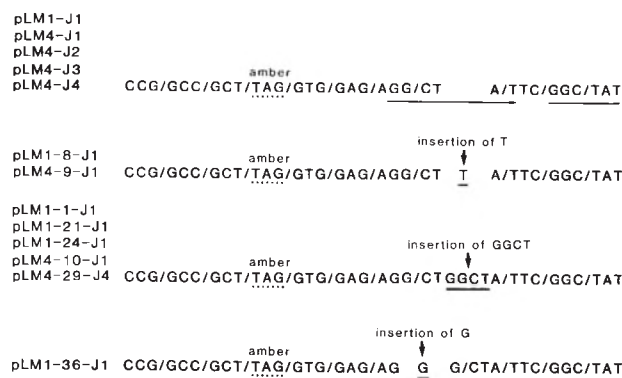 pLM1-J1
pLM4-J1
pLM4-J2
pLM4-J3
amber
pLM4-J4 CCG/GCC/GCT/TAG/GTG/GAG/AGG/CT A/TTC/GGC/TAT
insertion of T
pLM1-8-J1
amber
pLM4-9-J1 CCG/GCC/GCT/TAG/GTG/GAG/AGG/CT T A/TTC/GGC/TAT
pLM1-1-J1
pLM1-21-J1
pLM1-24-J1
insertion of GGCT
pLM4-10-J1
amber
pLM4-29-J4 CCG/GCC/GCT/TAG/GTG/GAG/AGG/CTGGCTA/TTC/GGC/TAT
insertion of G
amber
pLM1-36-J1 CCG/GCC/GCT/TAG/GTG/GAG/AG G G/CTA/TTC/GGC/TAT